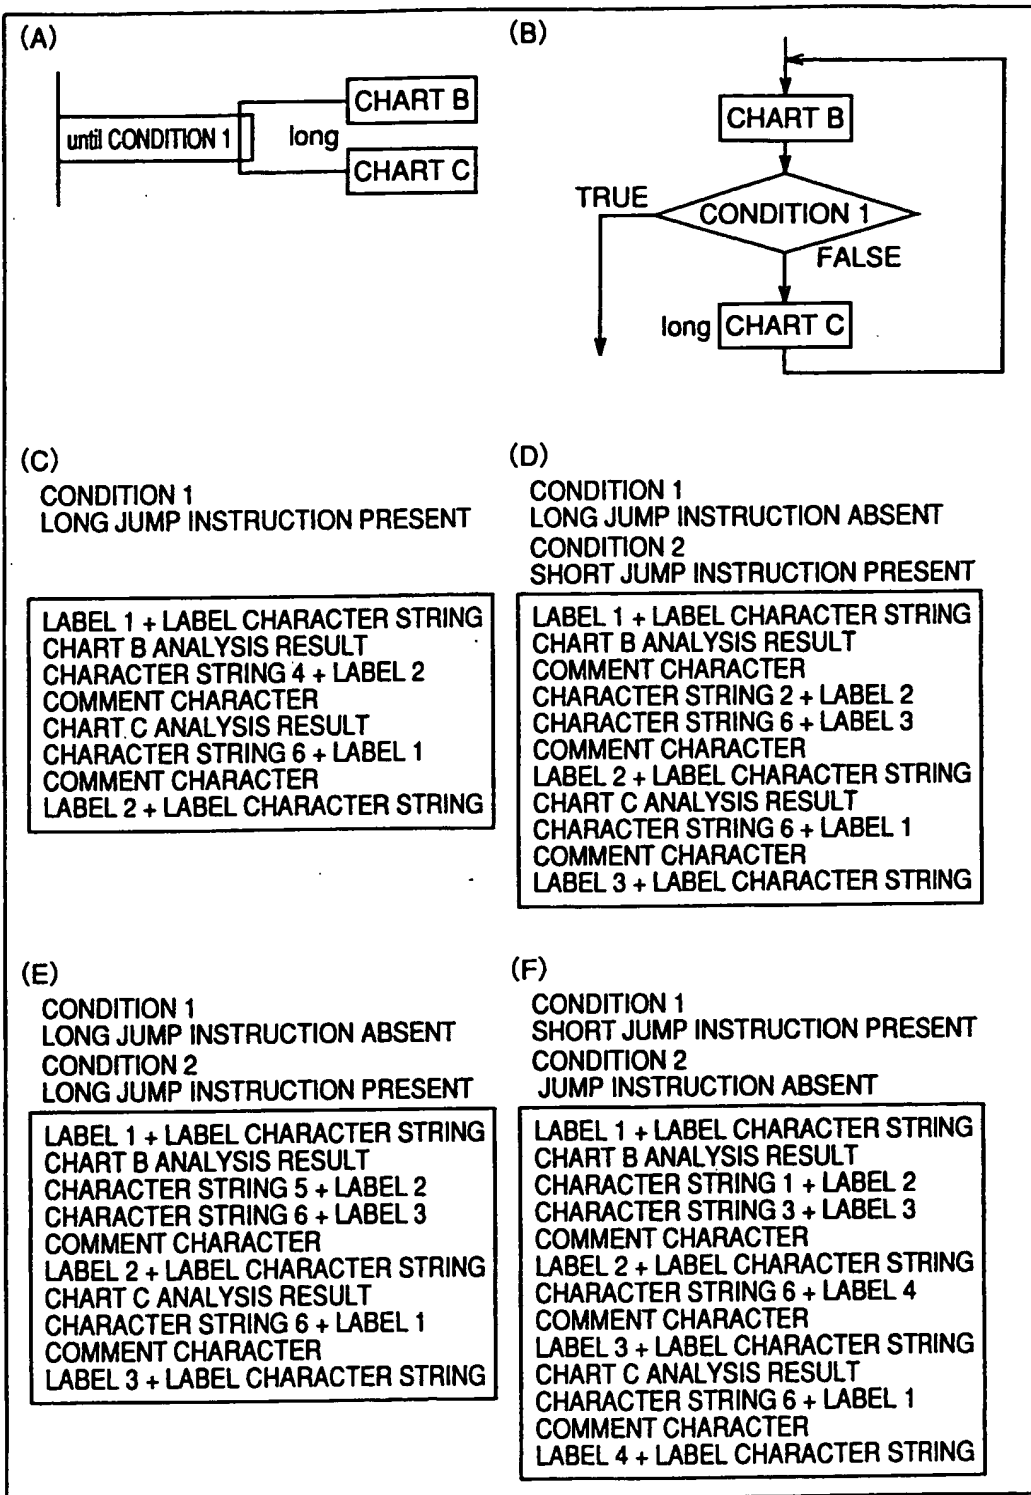 (A)
CHART B
until CONDITION 1
long
CHART C
(B)
CHART B
TRUE
CONDITION 1
FALSE
long
CHART C
(C)
CONDITION 1
LONG JUMP INSTRUCTION PRESENT
LABEL 1 + LABEL CHARACTER STRING
CHART B ANALYSIS RESULT
CHARACTER STRING 4 + LABEL 2
COMMENT CHARACTER
CHART C ANALYSIS RESULT
CHARACTER STRING 6 + LABEL 1
COMMENT CHARACTER
LABEL 2 + LABEL CHARACTER STRING
(D)
CONDITION 1
LONG JUMP INSTRUCTION ABSENT
CONDITION 2
SHORT JUMP INSTRUCTION PRESENT
LABEL 1 + LABEL CHARACTER STRING
CHART B ANALYSIS RESULT
COMMENT CHARACTER
CHARACTER STRING 2 + LABEL 2
CHARACTER STRING 6 + LABEL 3
COMMENT CHARACTER
LABEL 2 + LABEL CHARACTER STRING
CHART C ANALYSIS RESULT
CHARACTER STRING 6 + LABEL 1
COMMENT CHARACTER
LABEL 3 + LABEL CHARACTER STRING
(E)
CONDITION 1
LONG JUMP INSTRUCTION ABSENT
CONDITION 2
LONG JUMP INSTRUCTION PRESENT
LABEL 1 + LABEL CHARACTER STRING
CHART B ANALYSIS RESULT
CHARACTER STRING 5 + LABEL 2
CHARACTER STRING 6 + LABEL 3
COMMENT CHARACTER
LABEL 2 + LABEL CHARACTER STRING
CHART C ANALYSIS RESULT
CHARACTER STRING 6 + LABEL 1
COMMENT CHARACTER
LABEL 3 + LABEL CHARACTER STRING
(F)
CONDITION 1
SHORT JUMP INSTRUCTION PRESENT
CONDITION 2
JUMP INSTRUCTION ABSENT
LABEL 1 + LABEL CHARACTER STRING
CHART B ANALYSIS RESULT
CHARACTER STRING 1 + LABEL 2
CHARACTER STRING 3 + LABEL 3
COMMENT CHARACTER
LABEL 2 + LABEL CHARACTER STRING
CHARACTER STRING 6 + LABEL 4
COMMENT CHARACTER
LABEL 3 + LABEL CHARACTER STRING
CHART C ANALYSIS RESULT
CHARACTER STRING 6 + LABEL 1
COMMENT CHARACTER
LABEL 4 + LABEL CHARACTER STRING